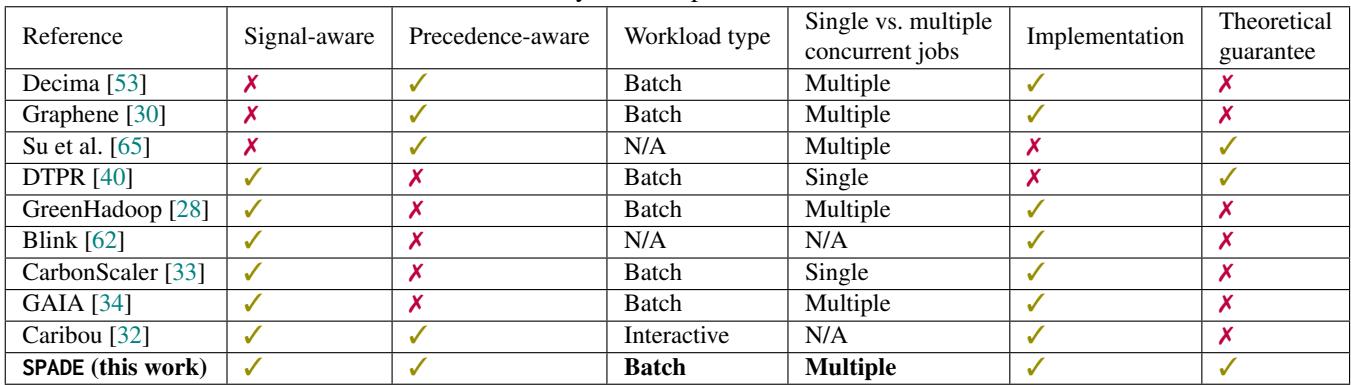 Reference Signal-aware Precedence-aware Workload type Single vs. multiple concurrent jobs Implementation Theoretical guarantee
Decima [53] ✗ ✓ Batch Multiple ✓ ✗
Graphene [30] ✗ ✓ Batch Multiple ✓ ✗
Su et al. [65] ✗ ✓ N/A Multiple ✗ ✓
DTPR [40] ✓ ✗ Batch Single ✗ ✓
GreenHadoop [28] ✓ ✗ Batch Multiple ✓ ✗
Blink [62] ✓ ✗ N/A N/A ✓ ✗
CarbonScaler [33] ✓ ✗ Batch Single ✓ ✗
GAIA [34] ✓ ✗ Batch Multiple ✓ ✗
Caribou [32] ✓ ✓ Interactive N/A ✓ ✗
SPADE (this work) ✓ ✓ Batch Multiple ✓ ✓